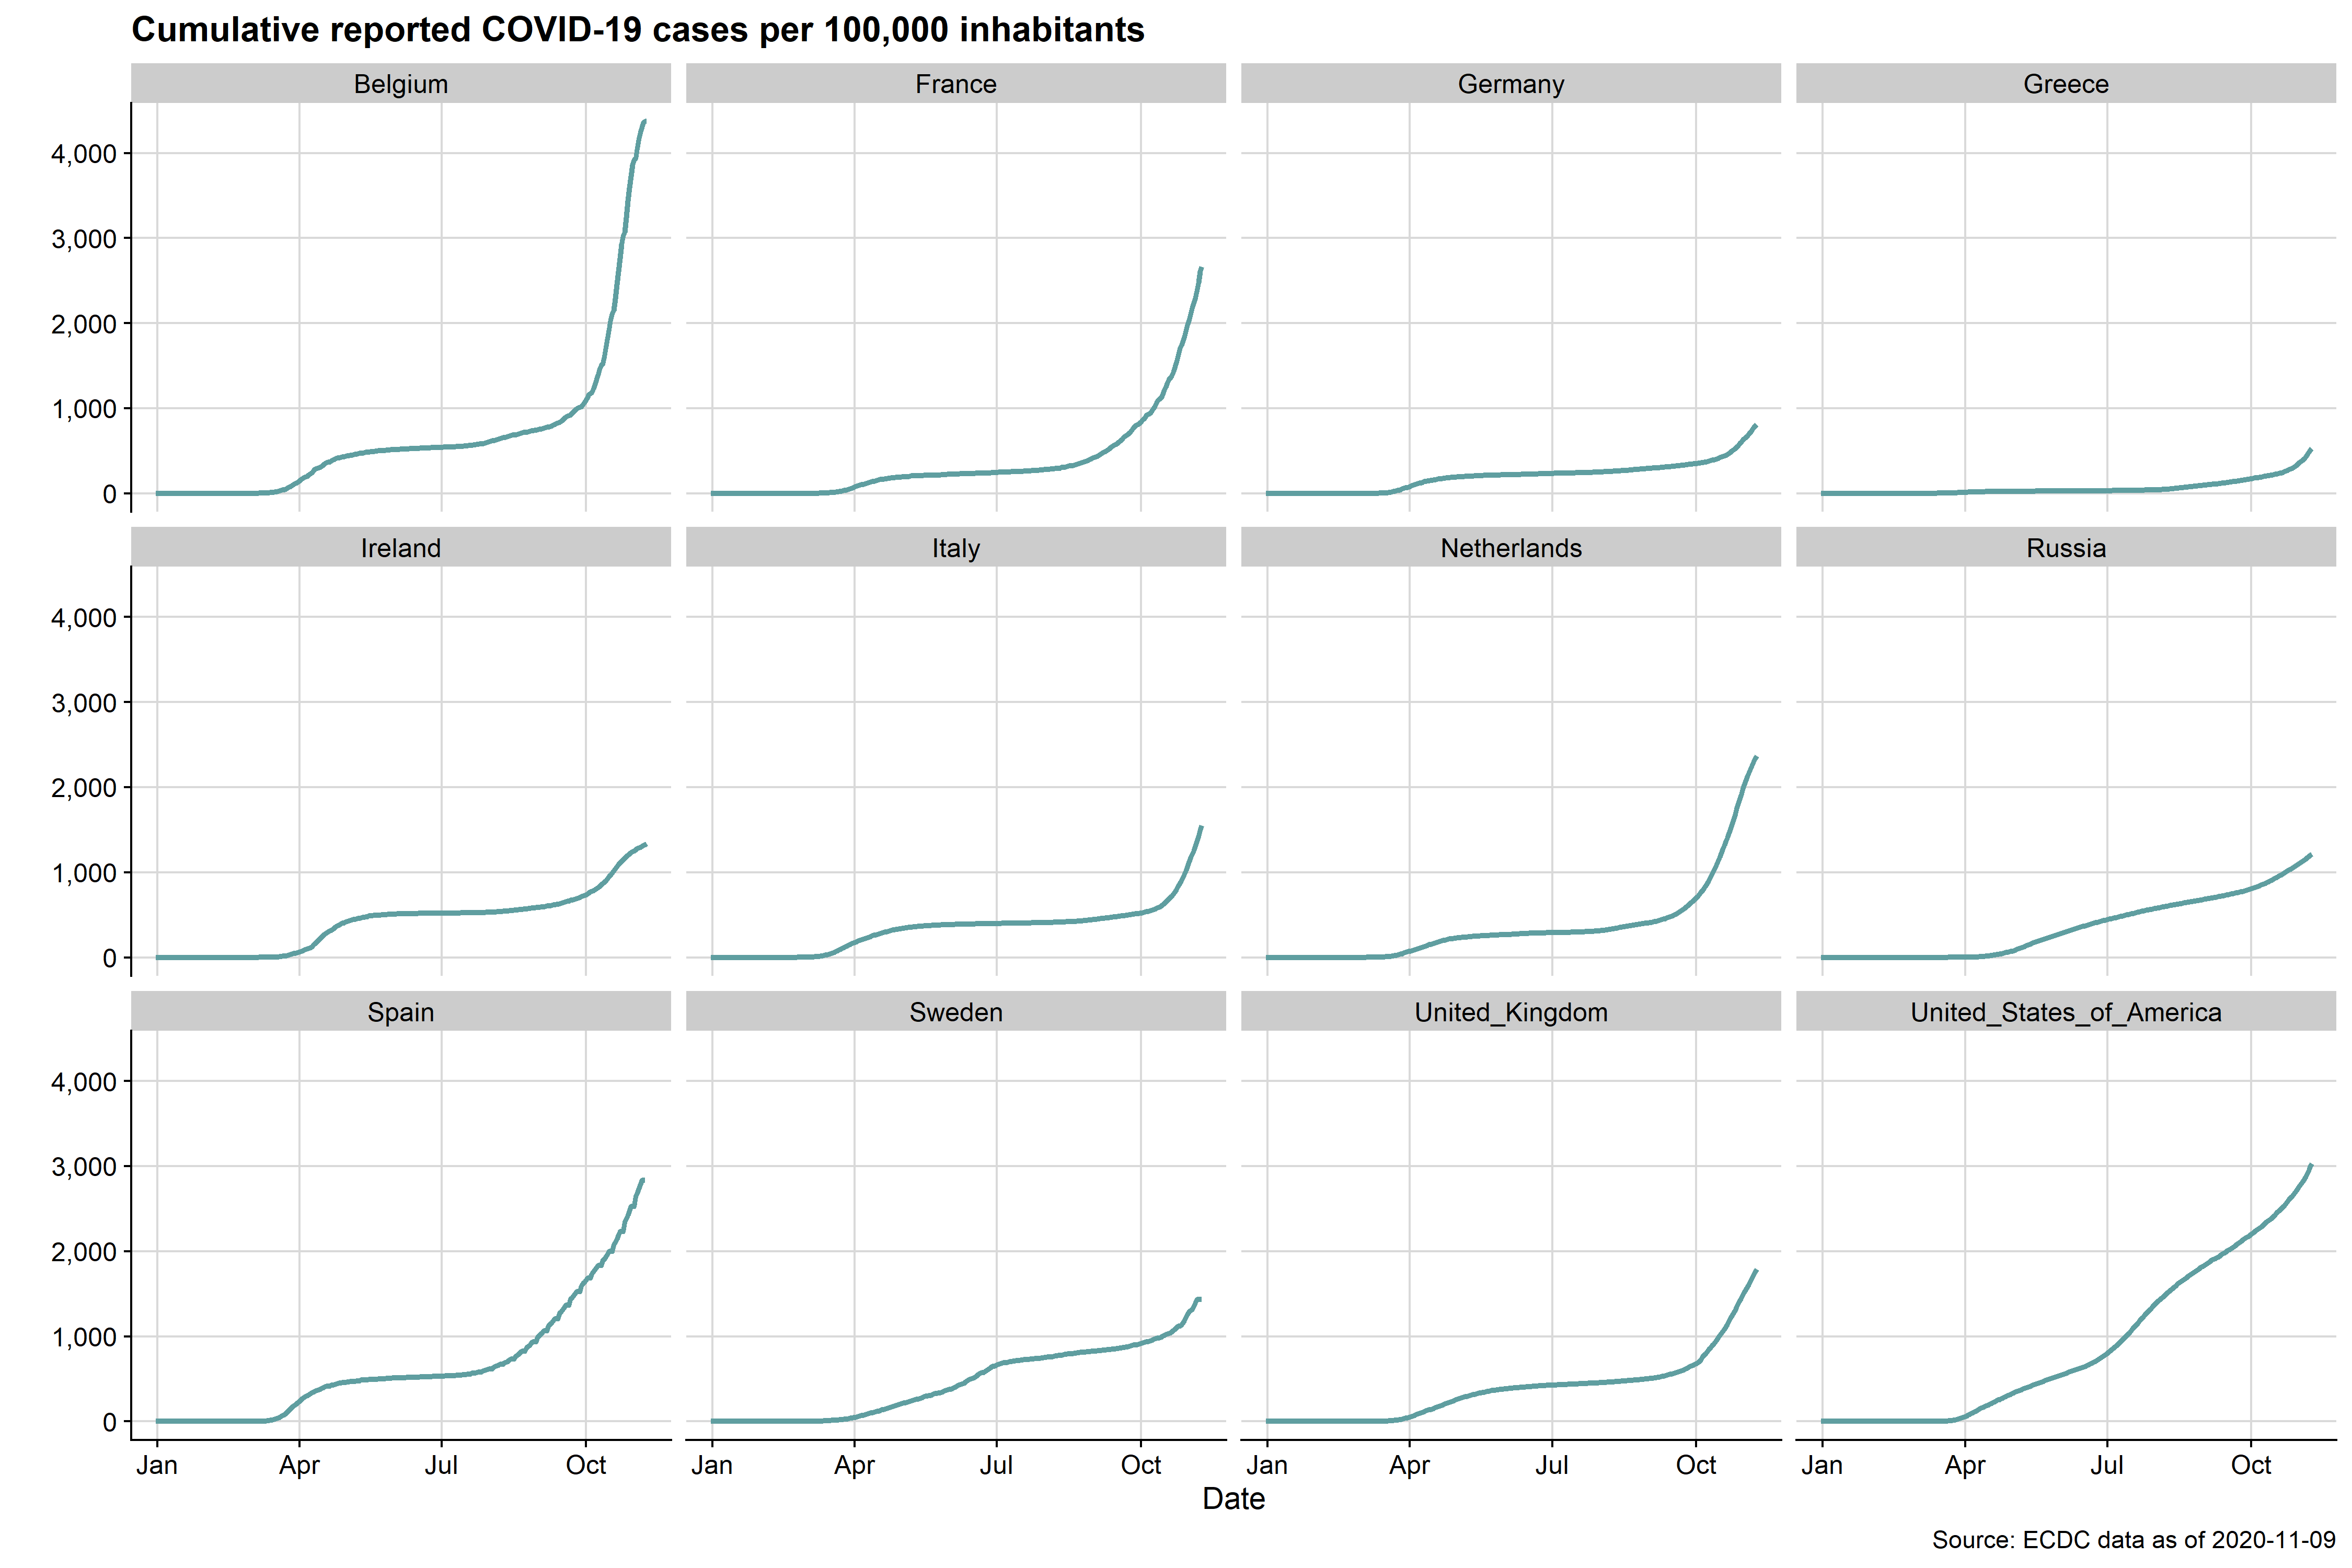 Cumulative reported COVID-19 cases per 100,000 inhabitants
Belgium France Germany Greece
4,000
3,000
2,000
1,000
0
Ireland Italy Netherlands Russia
4,000
3,000
2,000
1,000
0
Spain Sweden United_Kingdom United_States_of_America
4,000
3,000
2,000
1,000
0
Jan Apr Jul Oct Jan Apr Jul Oct Jan Apr Jul Oct Jan Apr Jul Oct
Date
Source: ECDC data as of 2020-11-09